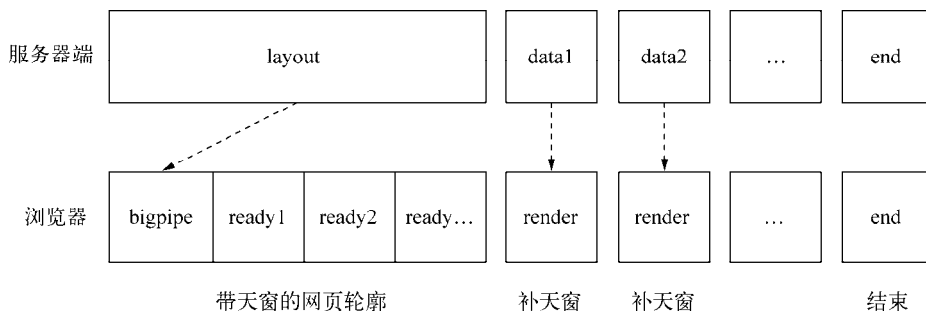 服务器端 layout data1 data2 … end
浏览器 bigpipe ready1 ready2 ready… render render … end
带天窗的网页轮廓 补天窗 补天窗 结束